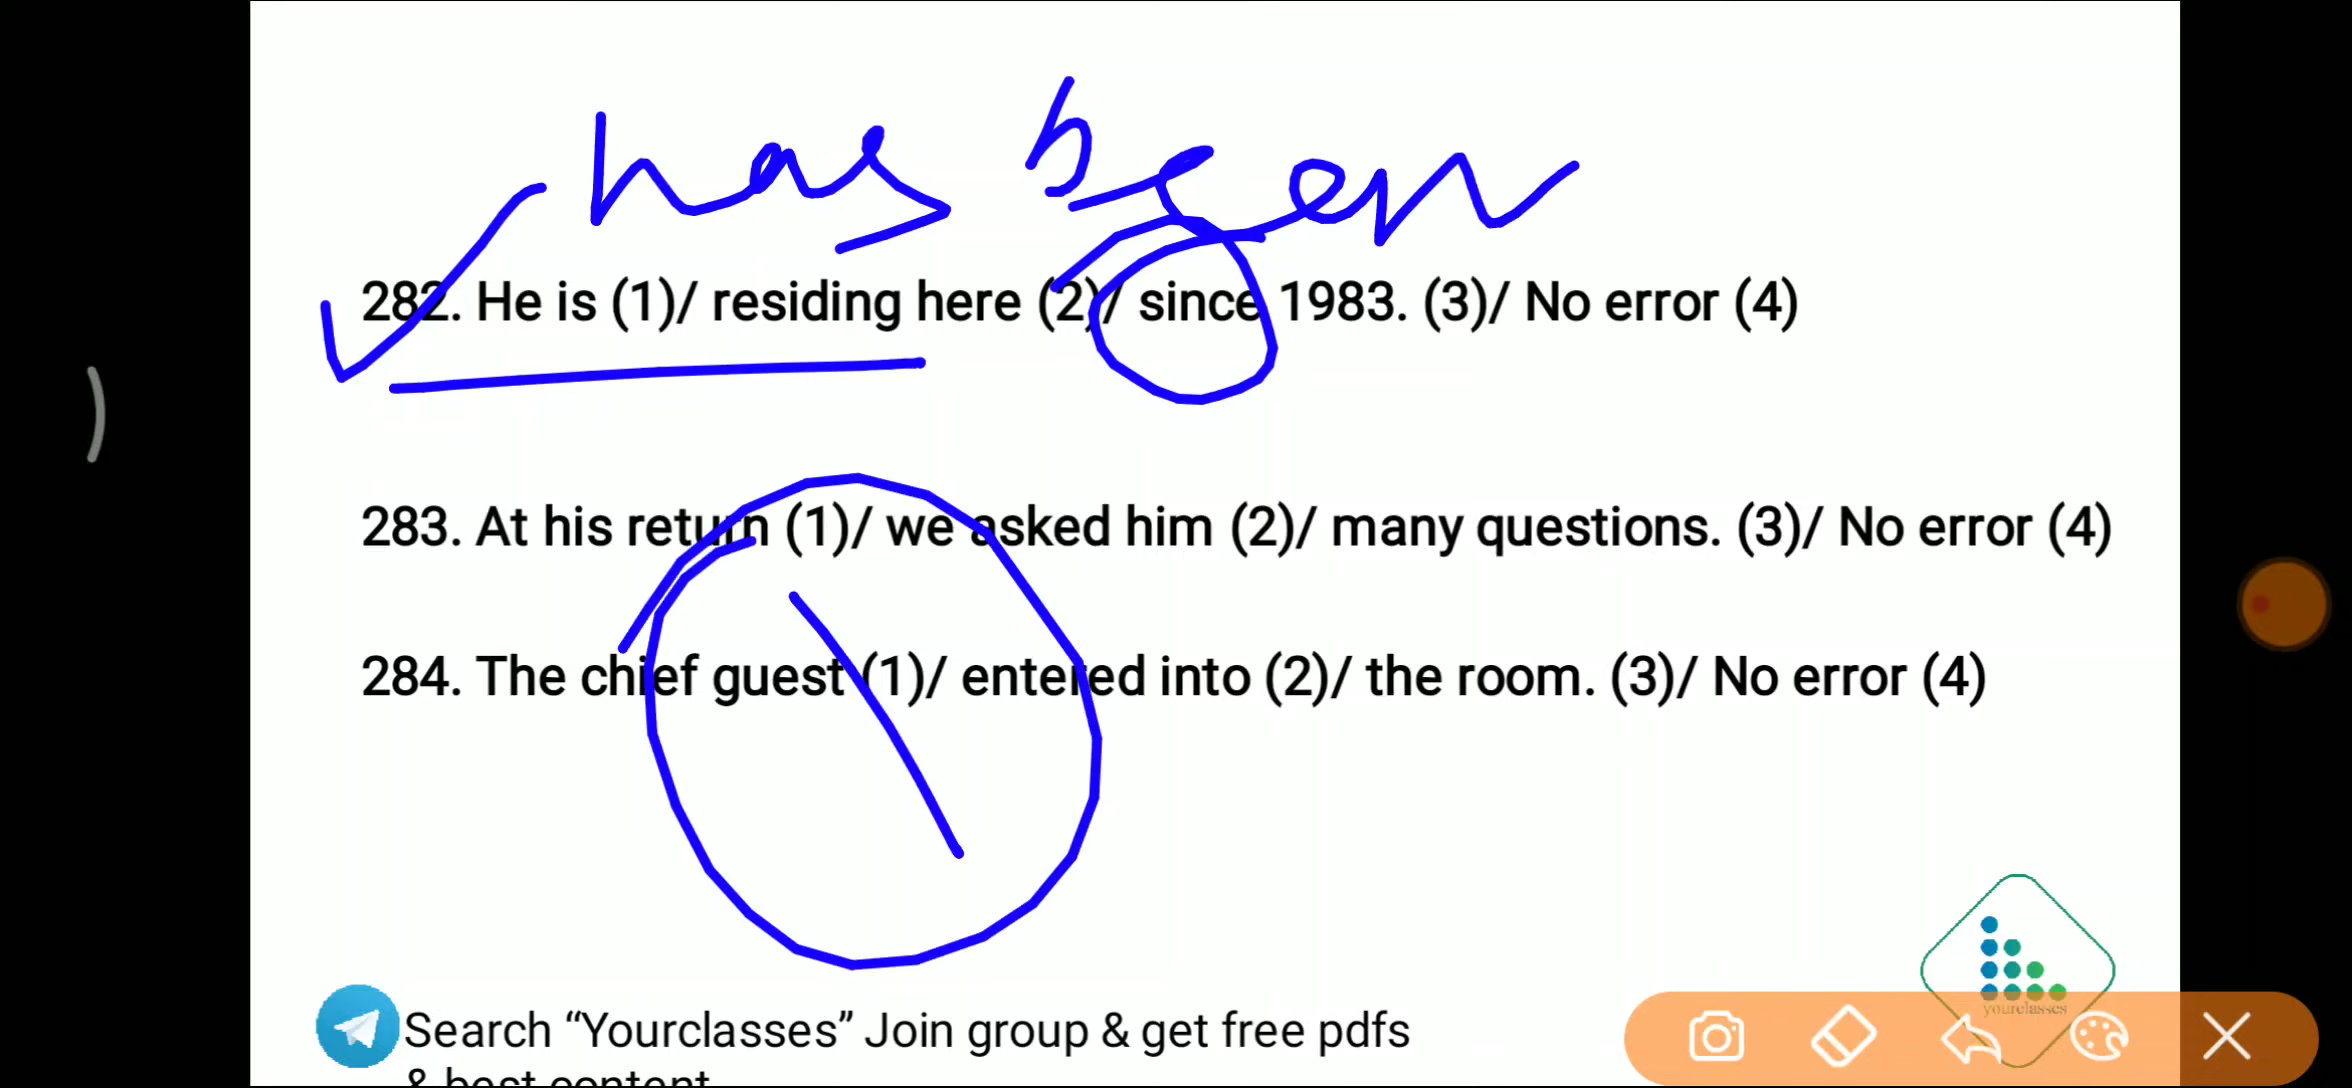 has been
282. He is (1)/ residing here (2)/ since 1983. (3)/ No error (4)
283. At his return (1)/ we asked him (2)/ many questions. (3)/ No error (4)
284. The chief guest (1)/ entered into (2)/ the room. (3)/ No error (4)
yourclasses
Search “Yourclasses” Join group & get free pdfs
& best content